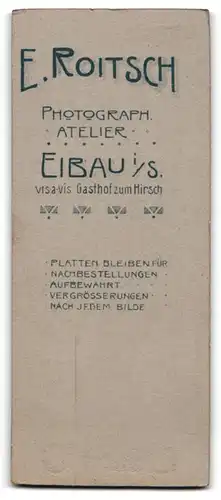 E. ROITSCH
PHOTOGRAPH.
ATELIER
EIBAU i/S.
vis a-vis Gasthof zum Hirsch
PLATTEN BLEIBEN FÜR
NACHBESTELLUNGEN
AUFBEWAHRT
VERGRÖSSERUNGEN
NACH JEDEM BILDE